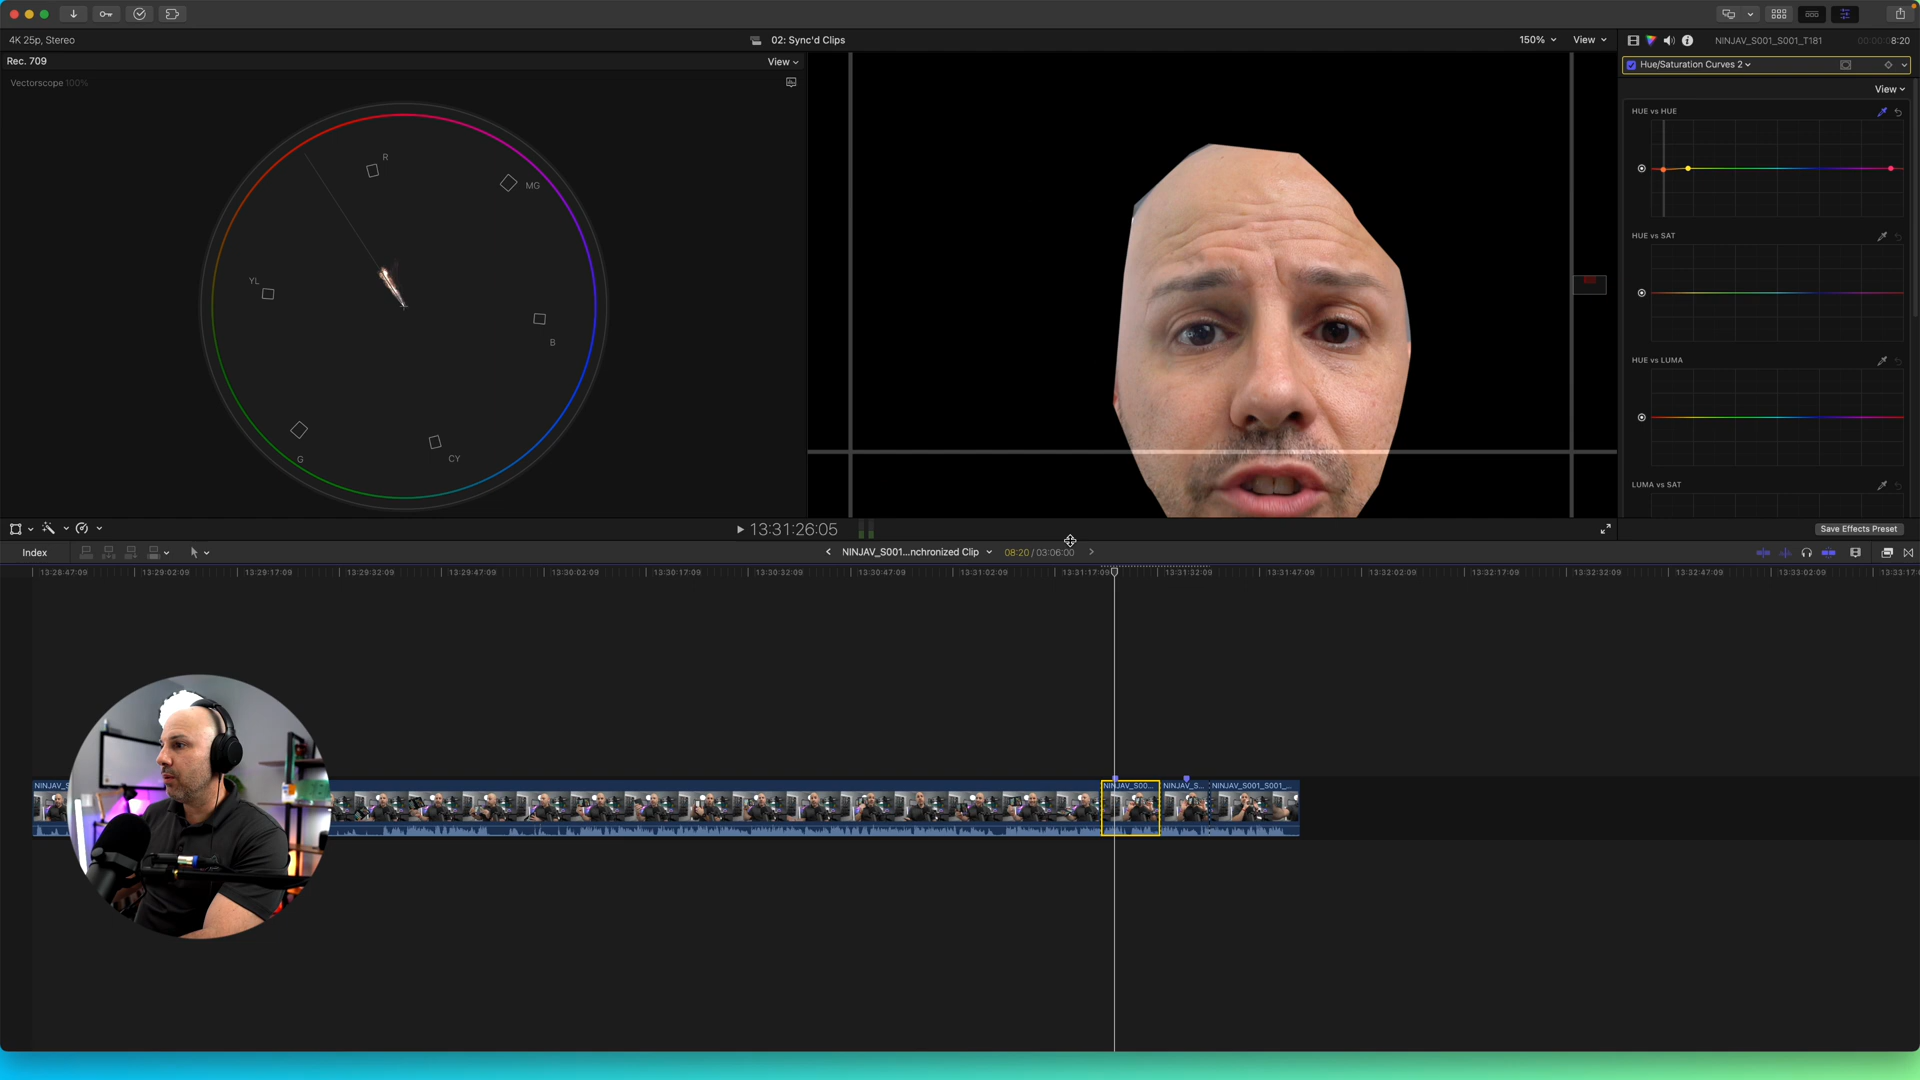 4K 25p, Stereo
02: Sync'd Clips
150%
View
NINJAV_S001_S001_T181
8:20
Rec. 709
View
Hue/Saturation Curves 2
Vectorscope 100%
View
HUE vs HUE
R
MG
YL
B
G
CY
HUE vs SAT
HUE vs LUMA
LUMA vs SAT
13:31:26:05
Save Effects Preset
Index
NINJAV_S001...nchronized Clip
08:20 / 03:06:00
13:28:47:09
13:29:02:09
13:29:17:09
13:29:32:09
13:29:47:09
13:30:02:09
13:30:17:09
13:30:32:09
13:30:47:09
13:31:02:09
13:31:17:09
13:31:32:09
13:31:47:09
13:32:02:09
13:32:17:09
13:32:32:09
13:32:47:09
13:33:02:09
13:33:17:
NINJAV_S
NINJAV_S00...
NINJAV_S...
NINJAV_S001_S001_...